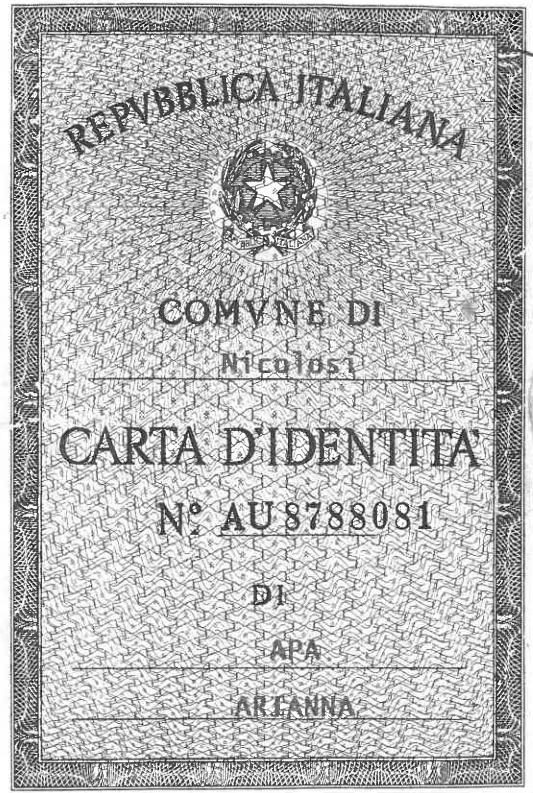 REPVBBLICA ITALIANA
COMVNE DI
Nicolosi
CARTA D'IDENTITA'
N° AU 8788081
DI
APA
ARIANNA